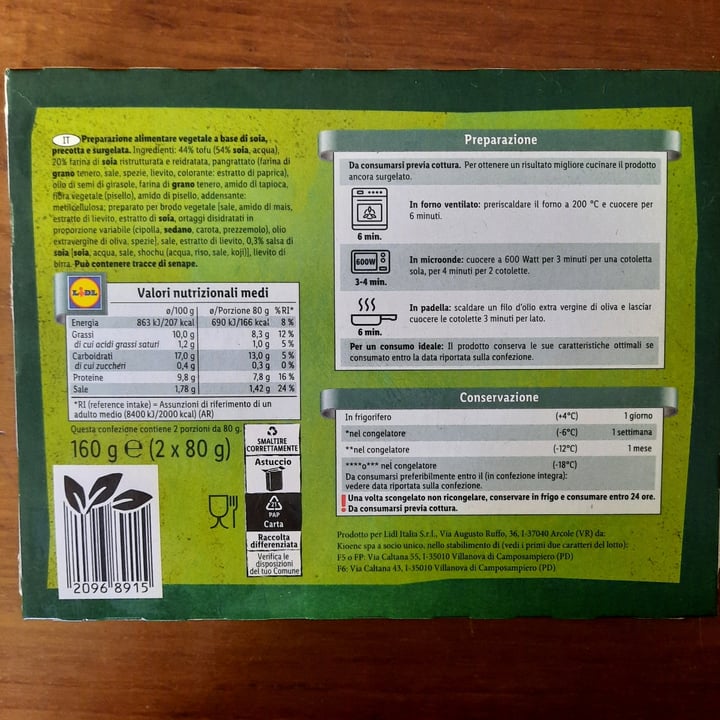 IT Preparazione alimentare vegetale a base di soia,
precotta e surgelata. Ingredienti: 44% tofu (54% soia, acqua),
20% farina di soia ristrutturata e reidratata, pangrattato (farina di
grano tenero, sale, spezie, lievito, colorante: estratto di paprica),
olio di semi di girasole, farina di grano tenero, amido di tapioca,
fibra vegetale (pisello), amido di pisello, addensante:
metilcellulosa; preparato per brodo vegetale [sale, amido di mais,
estratto di lievito, estratto di soia, ortaggi disidratati in
proporzione variabile (cipolla, sedano, carota, prezzemolo), olio
extravergine di oliva, spezie], sale, estratto di lievito, 0,3% salsa di
soia [soia, acqua, sale, shochu (acqua, riso, sale, koji)], lievito di
birra. Può contenere tracce di senape.
LIDL
Valori nutrizionali medi
ø/100 g ø/Porzione 80 g %RI*
Energia 863 kJ/207 kcal 690 kJ/166 kcal 8 %
Grassi 10,0 g 8,3 g 12 %
di cui acidi grassi saturi 1,2 g 1,0 g 5 %
Carboidrati 17,0 g 13,0 g 5 %
di cui zuccheri 0,4 g 0,3 g 0 %
Proteine 9,8 g 7,8 g 16 %
Sale 1,78 g 1,42 g 24 %
*RI (reference intake) = Assunzioni di riferimento di un
adulto medio (8400 kJ/2000 kcal) (AR)
Questa confezione contiene 2 porzioni da 80 g.
160 g e (2 x 80 g)
2096 8915
SMALTIRE
CORRETTAMENTE
Astuccio
21
PAP
Carta
Raccolta
differenziata
Verifica le
disposizioni
del tuo Comune
Preparazione
Da consumarsi previa cottura. Per ottenere un risultato migliore cucinare il prodotto
ancora surgelato.
In forno ventilato: preriscaldare il forno a 200 °C e cuocere per
6 minuti.
6 min.
600W
In microonde: cuocere a 600 Watt per 3 minuti per una cotoletta
sola, per 4 minuti per 2 cotolette.
3-4 min.
In padella: scaldare un filo d'olio extra vergine di oliva e lasciar
cuocere le cotolette 3 minuti per lato.
6 min.
Per un consumo ideale: Il prodotto conserva le sue caratteristiche ottimali se
consumato entro la data riportata sulla confezione.
Conservazione
In frigorifero (+4°C) 1 giorno
*nel congelatore (-6°C) 1 settimana
**nel congelatore (-12°C) 1 mese
****o*** nel congelatore (-18°C)
Da consumarsi preferibilmente entro il (in confezione integra):
vedere data riportata sulla confezione.
! Una volta scongelato non ricongelare, conservare in frigo e consumare entro 24 ore.
Da consumarsi previa cottura.
Prodotto per Lidl Italia S.r.l., Via Augusto Ruffo, 36, I-37040 Arcole (VR) da:
Kioene spa a socio unico, nello stabilimento di (vedi i primi due caratteri del lotto):
F5 o FP: Via Caltana 55, I-35010 Villanova di Camposampiero (PD)
F6: Via Caltana 43, I-35010 Villanova di Camposampiero (PD)